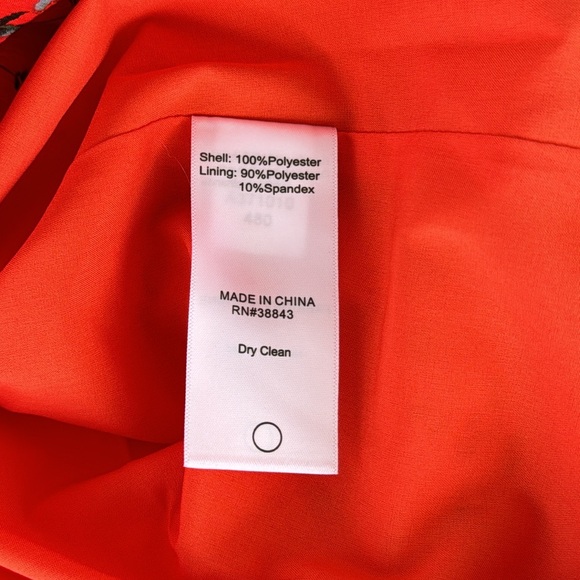 Shell: 100%Polyester
Lining: 90%Polyester
10%Spandex
MADE IN CHINA
RN#38843
Dry Clean